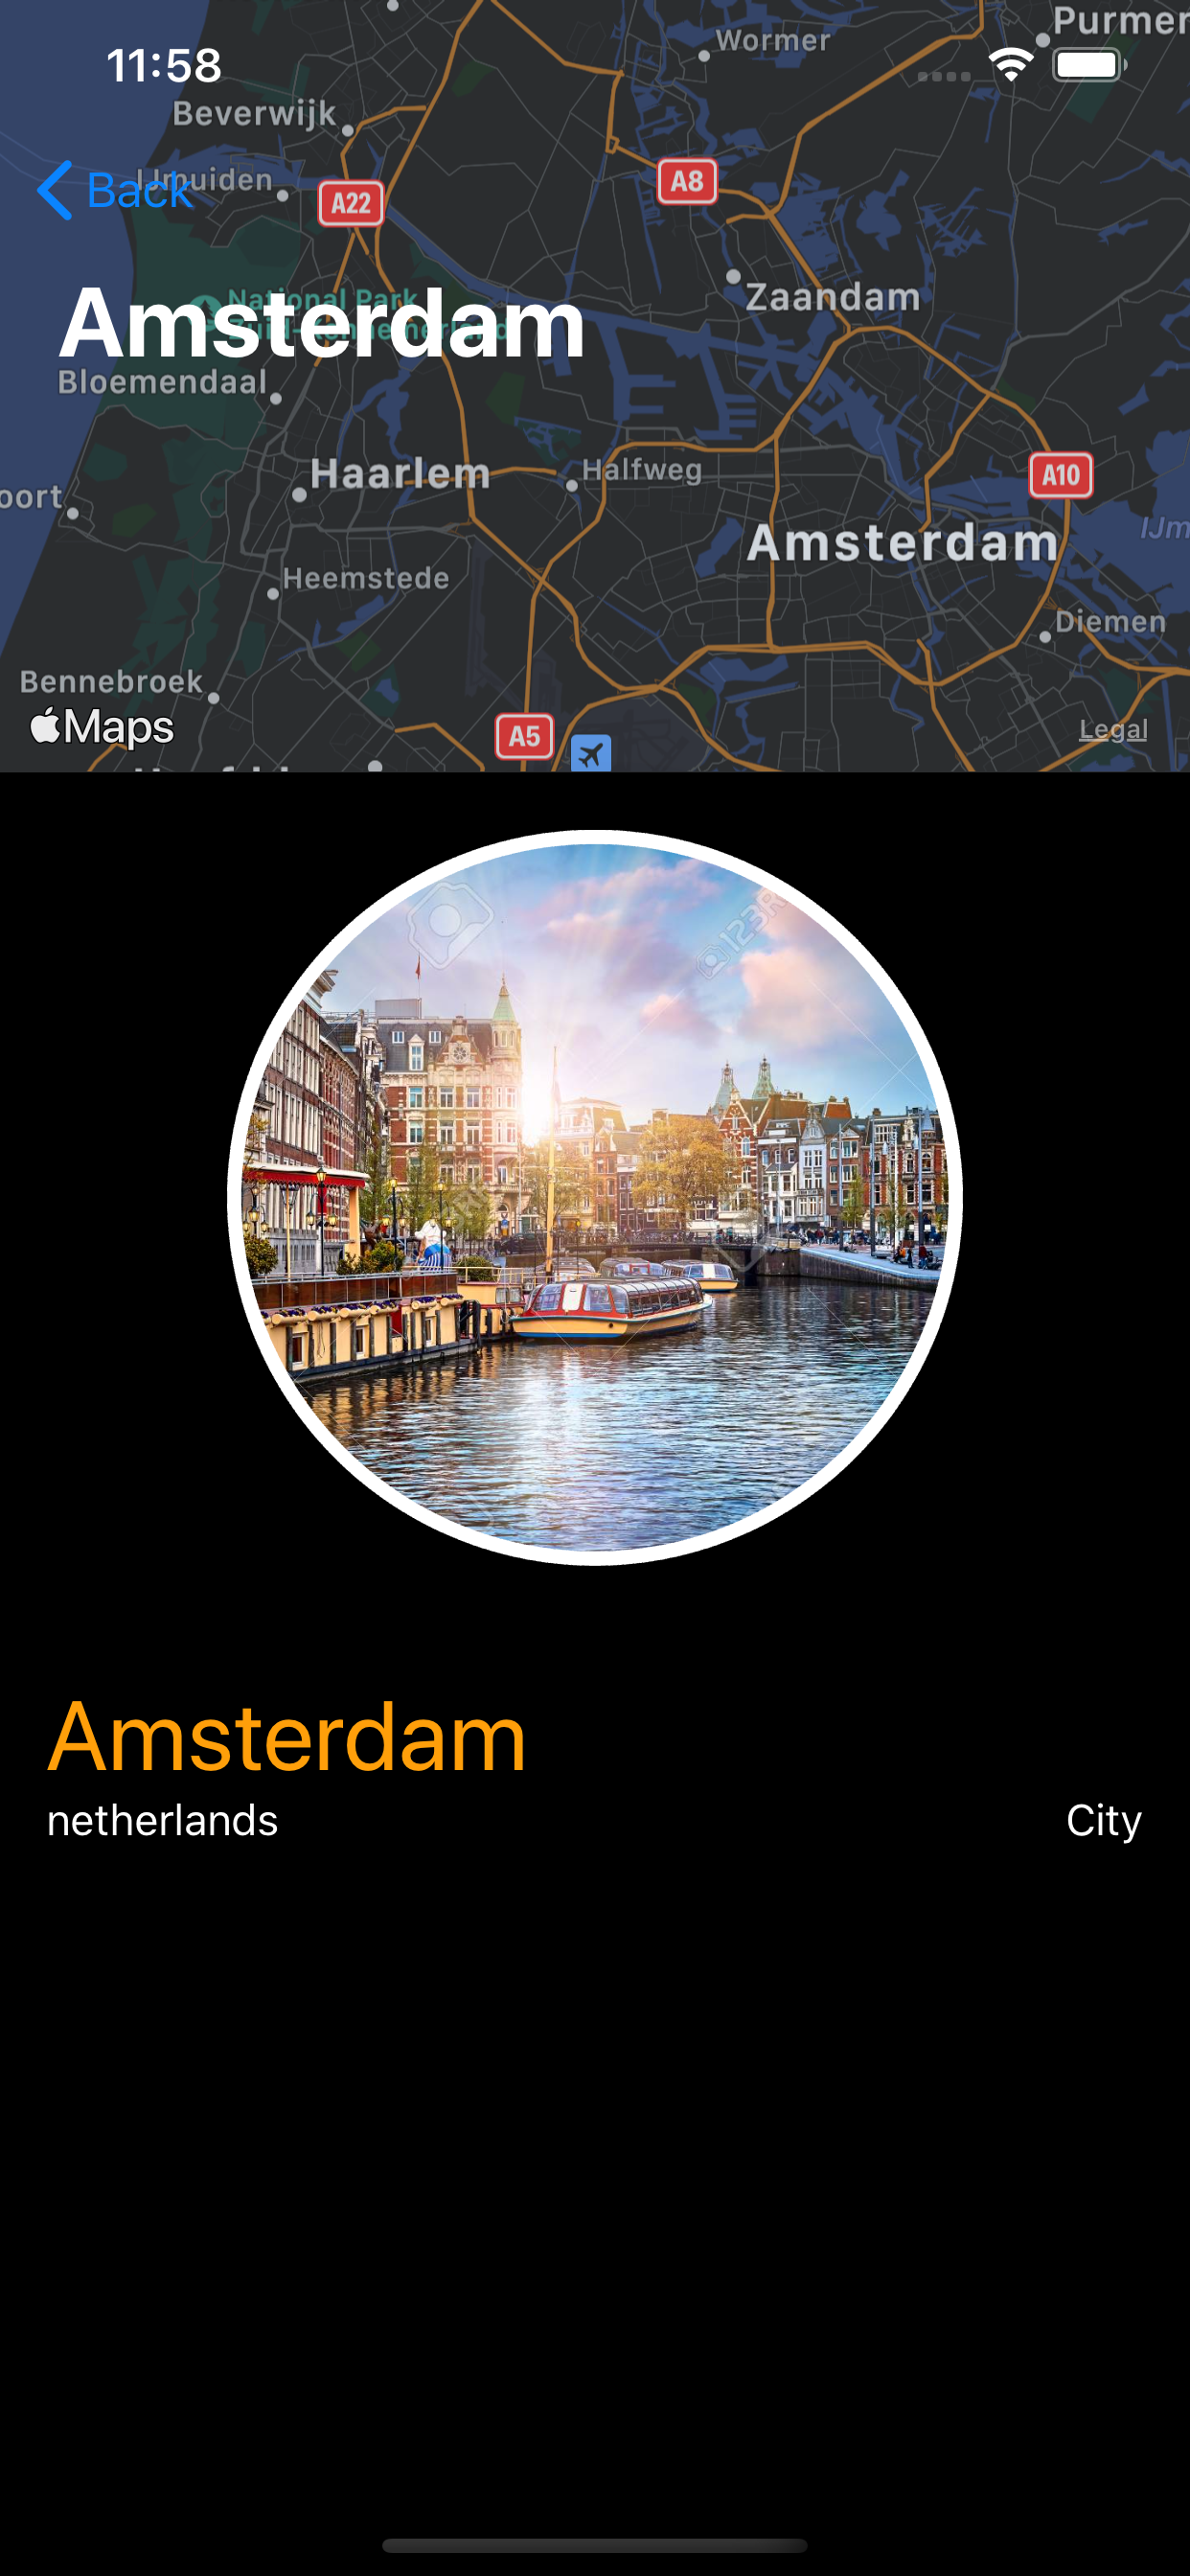 Purmer
Wormer
11:58
Beverwijk
IJmuiden
Back
A22
A8
National Park
Amsterdam
Zaandam
Bloemendaal
Haarlem
Halfweg
A10
oort
Amsterdam
IJm
Heemstede
Diemen
Bennebroek
Maps
A5
Legal
123R
Amsterdam
netherlands
City